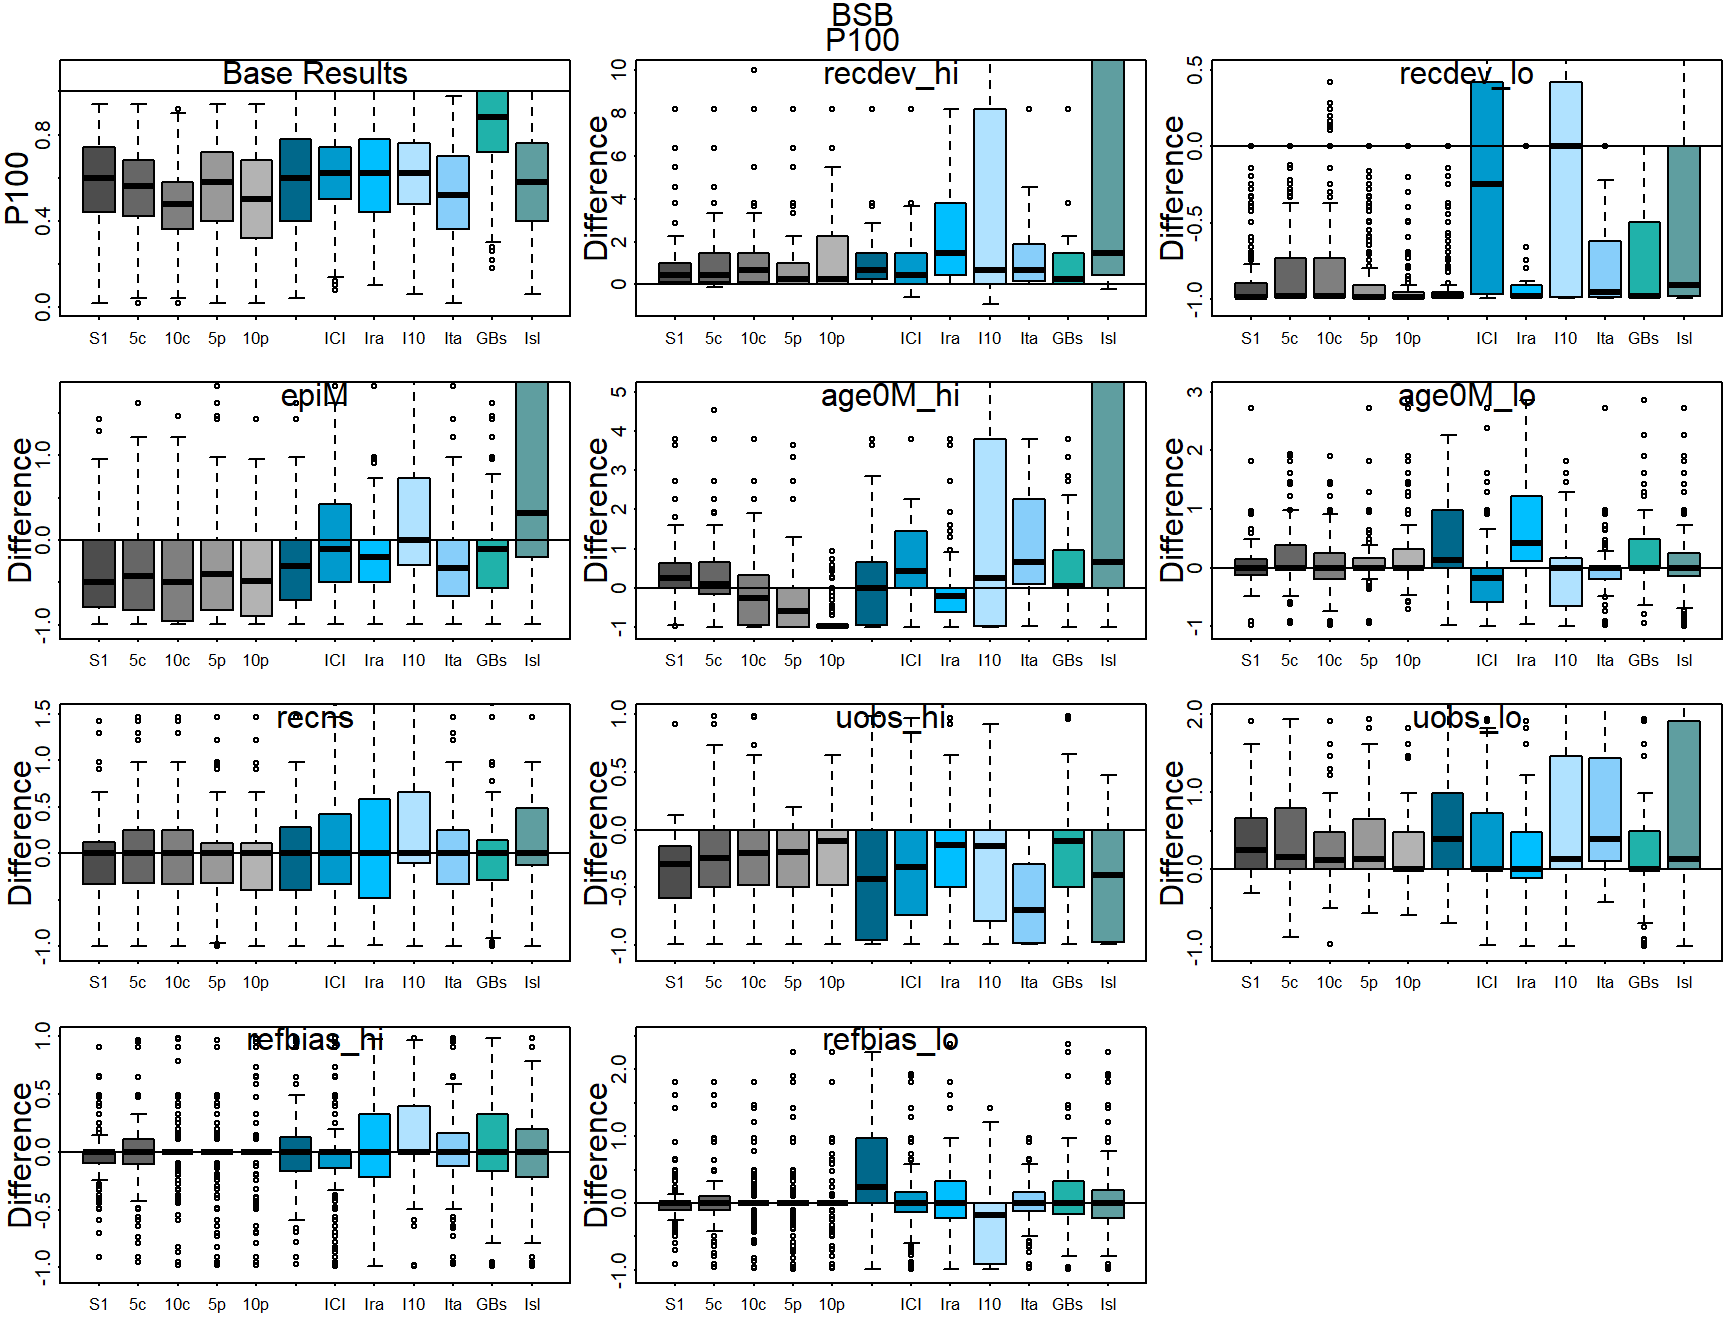 BSB
P100
Base Results
recdev_hi
recdev_lo
P100
0.0 0.4 0.8
Difference
0 2 4 6 8 10
Difference
-1.0 -0.5 0.0 0.5
S1 5c 10c 5p 10p ICI Ira I10 Ita GBs Isl
S1 5c 10c 5p 10p ICI Ira I10 Ita GBs Isl
S1 5c 10c 5p 10p ICI Ira I10 Ita GBs Isl
epiM
age0M_hi
age0M_lo
Difference
-1.0 0.0 1.0
Difference
-1 0 1 2 3 4 5
Difference
-1 0 1 2 3
S1 5c 10c 5p 10p ICI Ira I10 Ita GBs Isl
S1 5c 10c 5p 10p ICI Ira I10 Ita GBs Isl
S1 5c 10c 5p 10p ICI Ira I10 Ita GBs Isl
recns
uobs_hi
uobs_lo
Difference
-1.0 0.0 0.5 1.0 1.5
Difference
-1.0 -0.5 0.0 0.5 1.0
Difference
-1.0 0.0 1.0 2.0
S1 5c 10c 5p 10p ICI Ira I10 Ita GBs Isl
S1 5c 10c 5p 10p ICI Ira I10 Ita GBs Isl
S1 5c 10c 5p 10p ICI Ira I10 Ita GBs Isl
refbias_hi
refbias_lo
Difference
-1.0 -0.5 0.0 0.5 1.0
Difference
-1.0 0.0 1.0 2.0
S1 5c 10c 5p 10p ICI Ira I10 Ita GBs Isl
S1 5c 10c 5p 10p ICI Ira I10 Ita GBs Isl